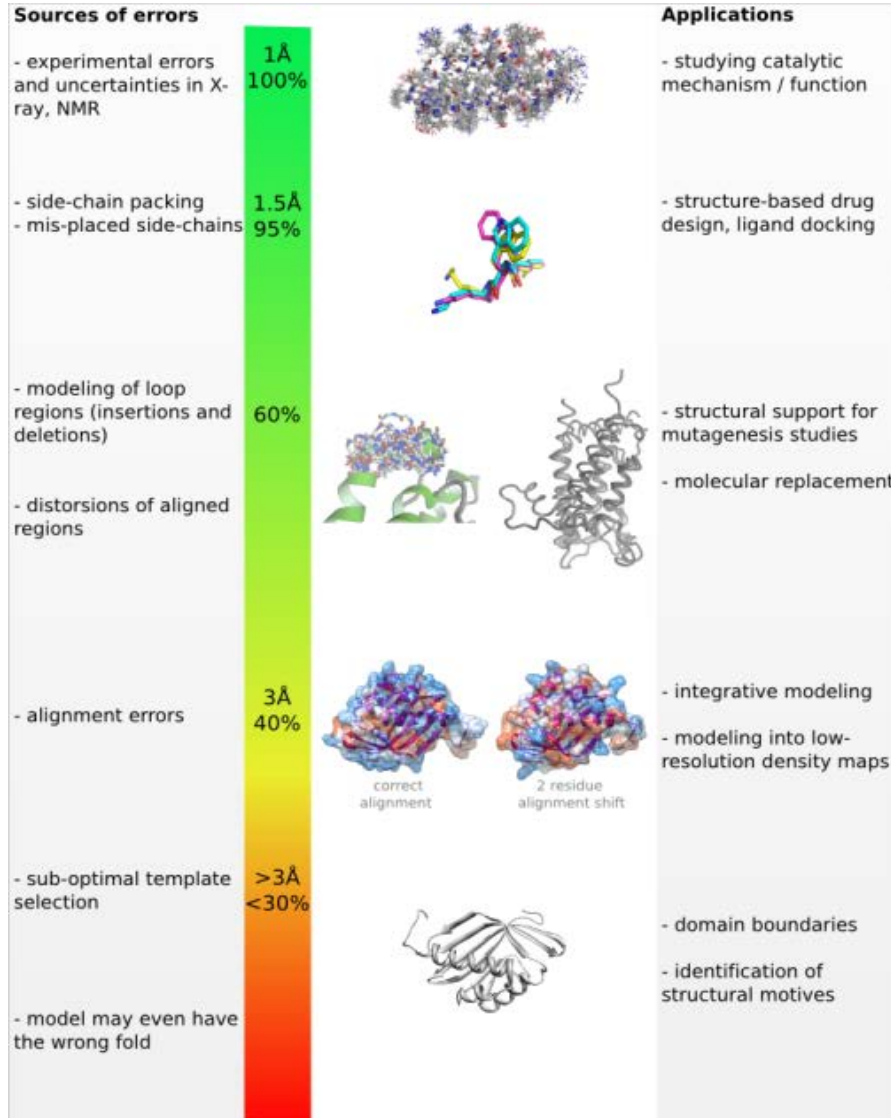 Sources of errors
- experimental errors
and uncertainties in X-
ray, NMR
- side-chain packing
- mis-placed side-chains
- modeling of loop
regions (insertions and
deletions)
- distorsions of aligned
regions
- alignment errors
- sub-optimal template
selection
- model may even have
the wrong fold
1Å
100%
1.5Å
95%
60%
3Å
40%
>3Å
<30%
correct
alignment
2 residue
alignment shift
Applications
- studying catalytic
mechanism / function
- structure-based drug
design, ligand docking
- structural support for
mutagenesis studies
- molecular replacement
- integrative modeling
- modeling into low-
resolution density maps
- domain boundaries
- identification of
structural motives